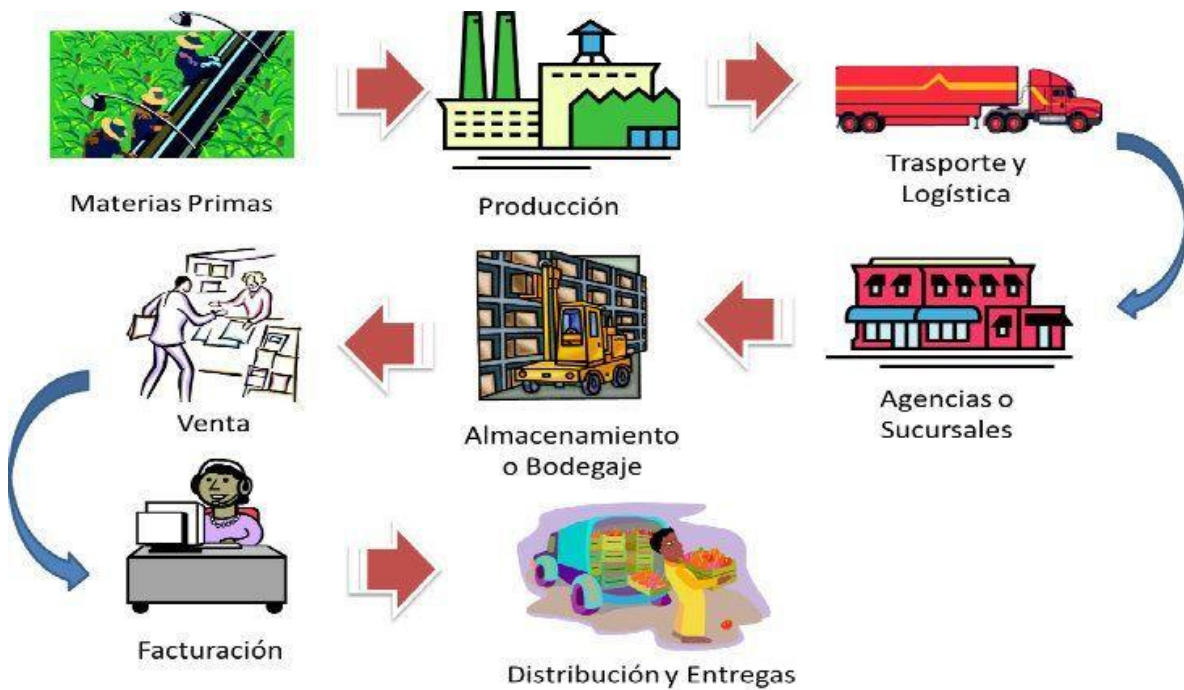 Materias Primas
Producción
Trasporte y
Logística
Agencias o
Sucursales
Almacenamiento
o Bodegaje
Venta
Facturación
Distribución y Entregas